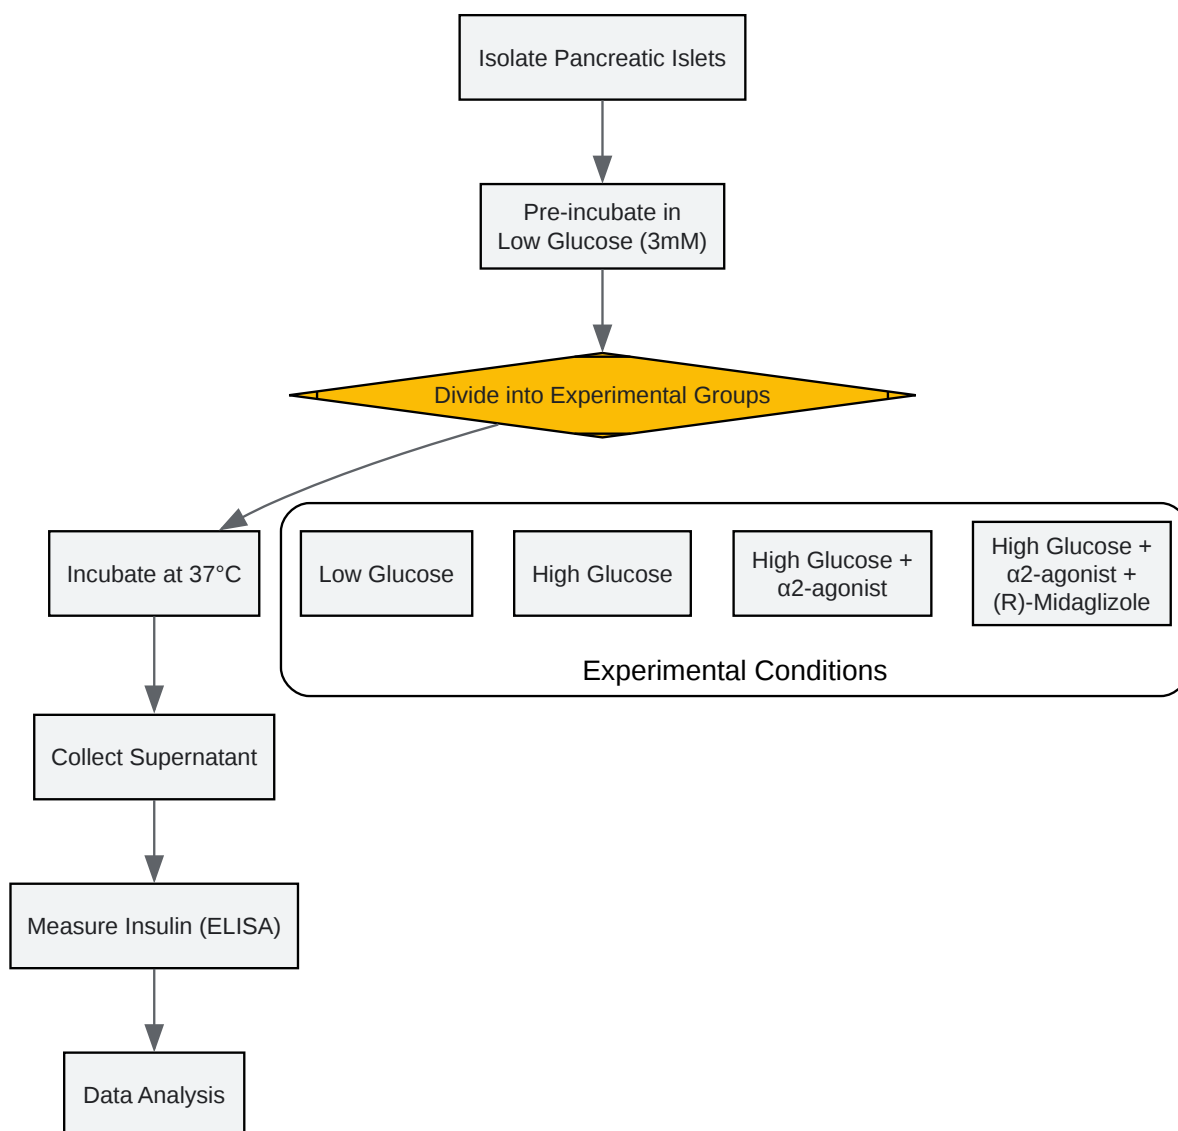 Isolate Pancreatic Islets
Pre-incubate in
Low Glucose (3mM)
Divide into Experimental Groups
Incubate at 37°C
Low Glucose
High Glucose
High Glucose +
α2-agonist
High Glucose +
α2-agonist +
(R)-Midaglizole
Experimental Conditions
Collect Supernatant
Measure Insulin (ELISA)
Data Analysis